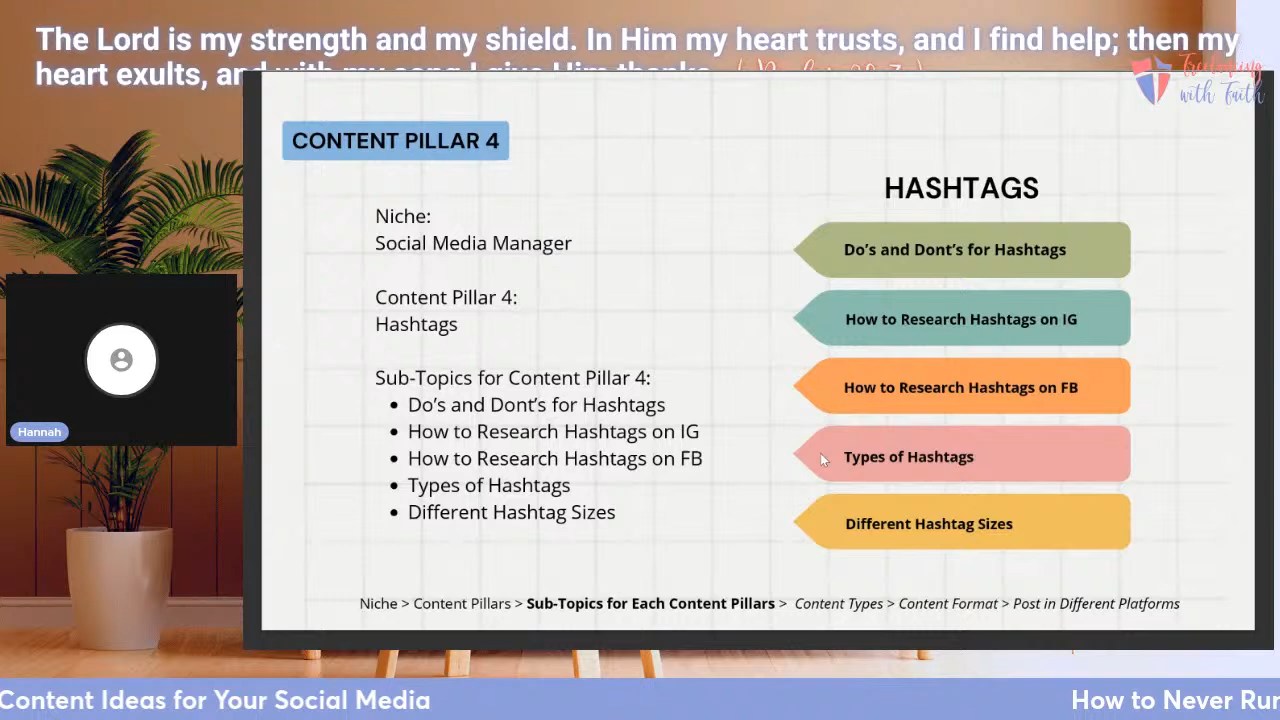 The Lord is my strength and my shield. In Him my heart trusts, and I find help; then my
heart exults, and with my song I give Him thanks.
Freelancing
with Faith
CONTENT PILLAR 4
HASHTAGS
Niche:
Social Media Manager
Content Pillar 4:
Hashtags
Sub-Topics for Content Pillar 4:
• Do's and Dont's for Hashtags
• How to Research Hashtags on IG
• How to Research Hashtags on FB
• Types of Hashtags
• Different Hashtag Sizes
Do's and Dont's for Hashtags
How to Research Hashtags on IG
How to Research Hashtags on FB
Types of Hashtags
Different Hashtag Sizes
Hannah
Niche > Content Pillars > Sub-Topics for Each Content Pillars > Content Types > Content Format > Post in Different Platforms
Content Ideas for Your Social Media
How to Never Run